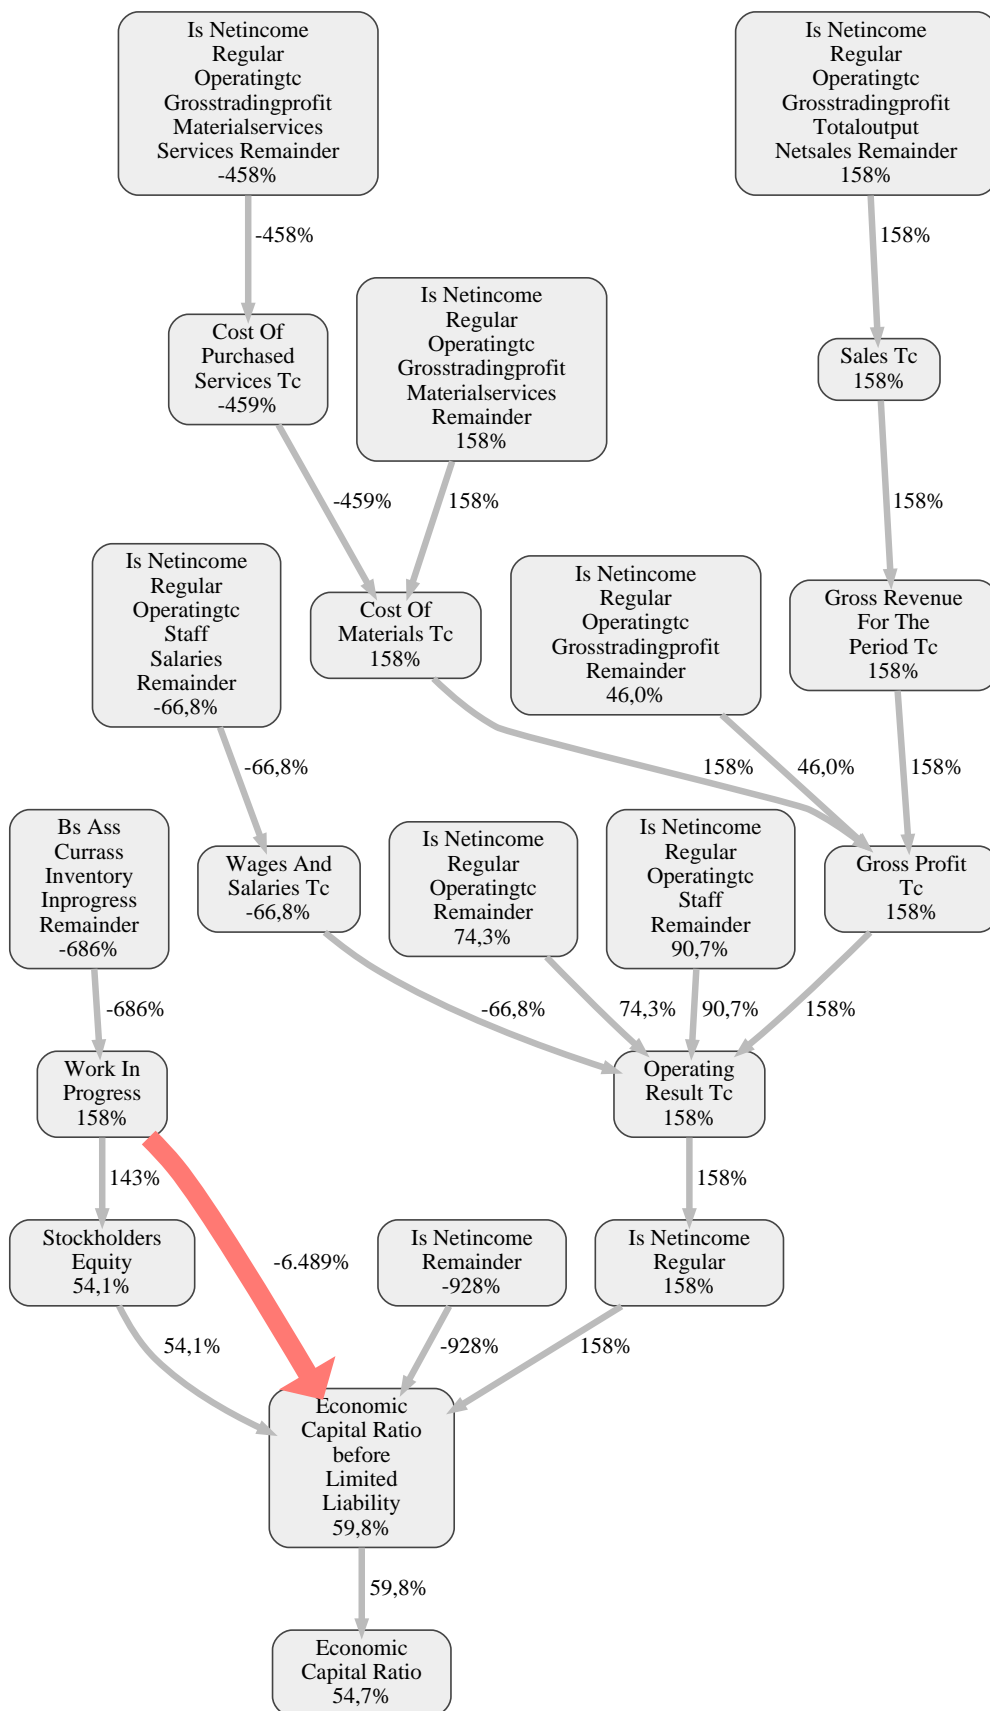 Is Netincome
Regular
Operatingtc
Grosstradingprofit
Materialservices
Services Remainder
-458%
Is Netincome
Regular
Operatingtc
Grosstradingprofit
Totaloutput
Netsales Remainder
158%
-458%
158%
Is Netincome
Regular
Operatingtc
Grosstradingprofit
Materialservices
Remainder
158%
Cost Of
Purchased
Services Tc
-459%
Sales Tc
158%
-459%
158%
158%
Is Netincome
Regular
Operatingtc
Staff
Salaries
Remainder
-66,8%
Cost Of
Materials Tc
158%
Is Netincome
Regular
Operatingtc
Grosstradingprofit
Remainder
46,0%
Gross Revenue
For The
Period Tc
158%
-66,8%
158%
46,0%
158%
Bs Ass
Currass
Inventory
Inprogress
Remainder
-686%
Wages And
Salaries Tc
-66,8%
Is Netincome
Regular
Operatingtc
Remainder
74,3%
Is Netincome
Regular
Operatingtc
Staff
Remainder
90,7%
Gross Profit
Tc
158%
-686%
-66,8%
74,3%
90,7%
158%
Work In
Progress
158%
Operating
Result Tc
158%
143%
158%
-6.489%
Stockholders
Equity
54,1%
Is Netincome
Remainder
-928%
Is Netincome
Regular
158%
54,1%
-928%
158%
Economic
Capital Ratio
before
Limited
Liability
59,8%
59,8%
Economic
Capital Ratio
54,7%